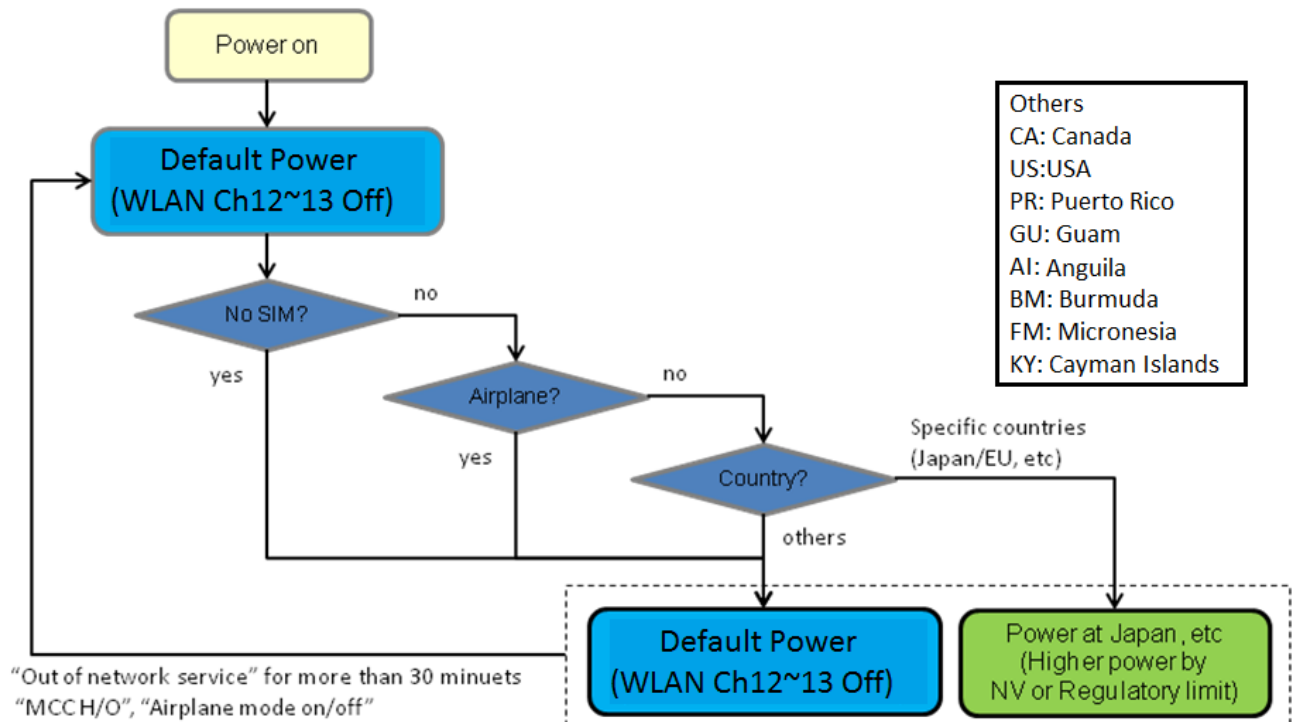 Power on
Default Power
(WLAN Ch12~13 Off)
Others
CA: Canada
US:USA
PR: Puerto Rico
GU: Guam
AI: Anguila
BM: Burmuda
FM: Micronesia
KY: Cayman Islands
No SIM?
no
yes
Airplane?
no
yes
Country?
Specific countries
(Japan/EU, etc)
others
Default Power
(WLAN Ch12~13 Off)
Power at Japan, etc
(Higher power by
NV or Regulatory limit)
"Out of network service" for more than 30 minuets
"MCC H/O", "Airplane mode on/off"